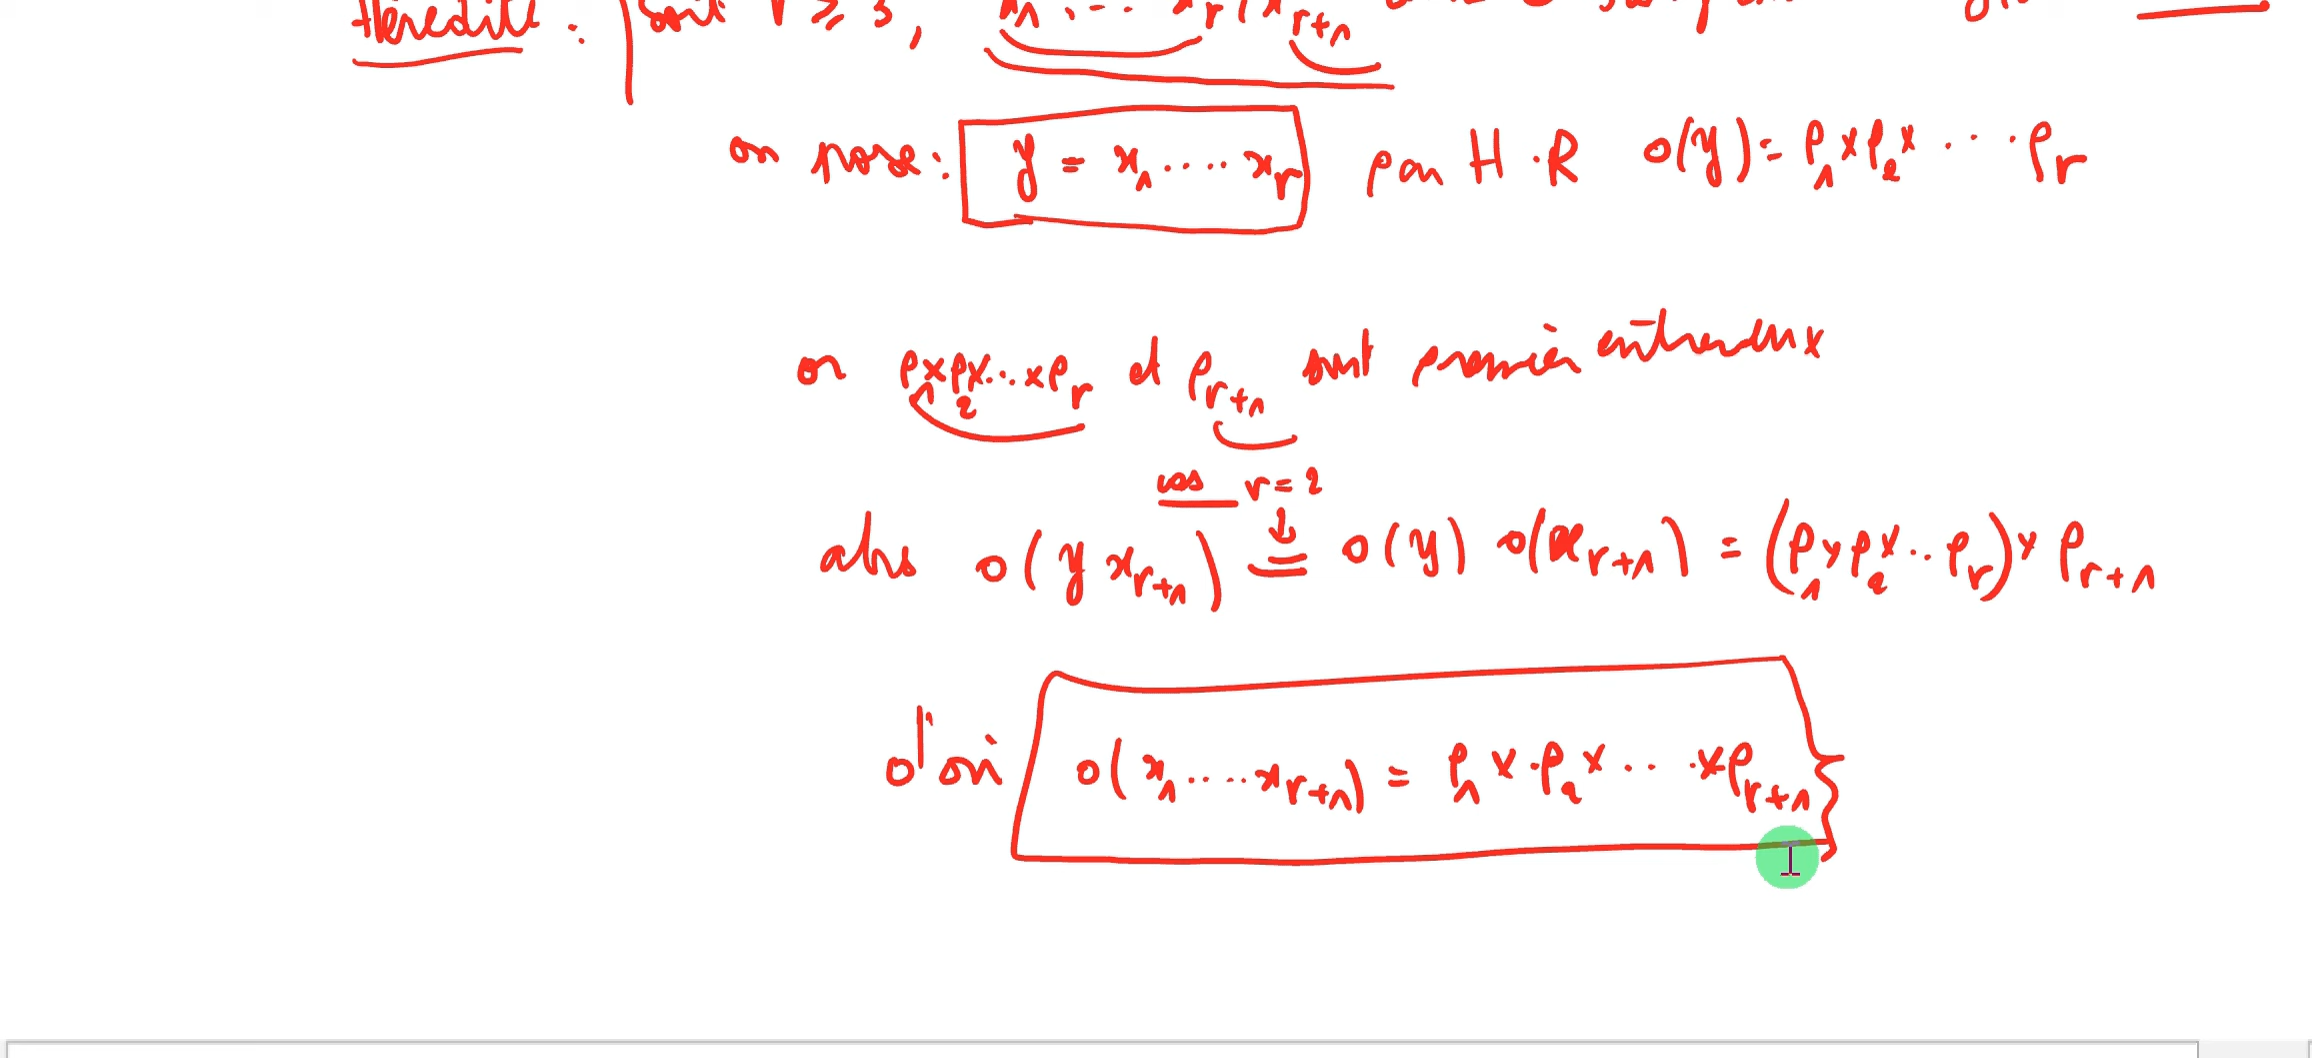 Hérédité : soit r ≥ 3, x₁ ... x_r, x_{r+1}
on pose : y = x₁ .... x_r par H.R o(y) = p₁ × p₂ × ... p_r
or p₁ × p₂ × ... × p_r et p_{r+1} sont premier entre eux
cas r = 2
alors o(y x_{r+1}) = o(y) o(x_{r+1}) = (p₁ × p₂ × .. p_r) × p_{r+1}
d'où o(x₁ .... x_{r+1}) = p₁ × p₂ × ... × p_{r+1}